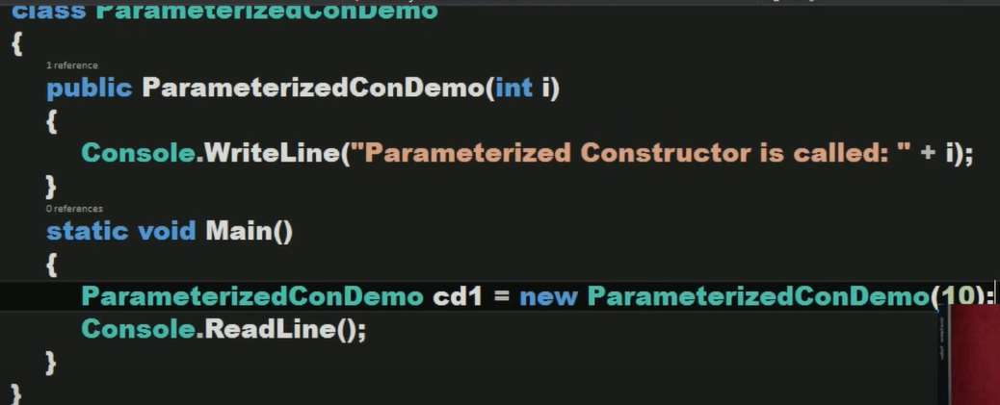 class ParameterizedConDemo
{
1 reference
public ParameterizedConDemo(int i)
{
Console.WriteLine("Parameterized Constructor is called: " + i);
}
0 references
static void Main()
{
ParameterizedConDemo cd1 = new ParameterizedConDemo(10);
Console.ReadLine();
}
}